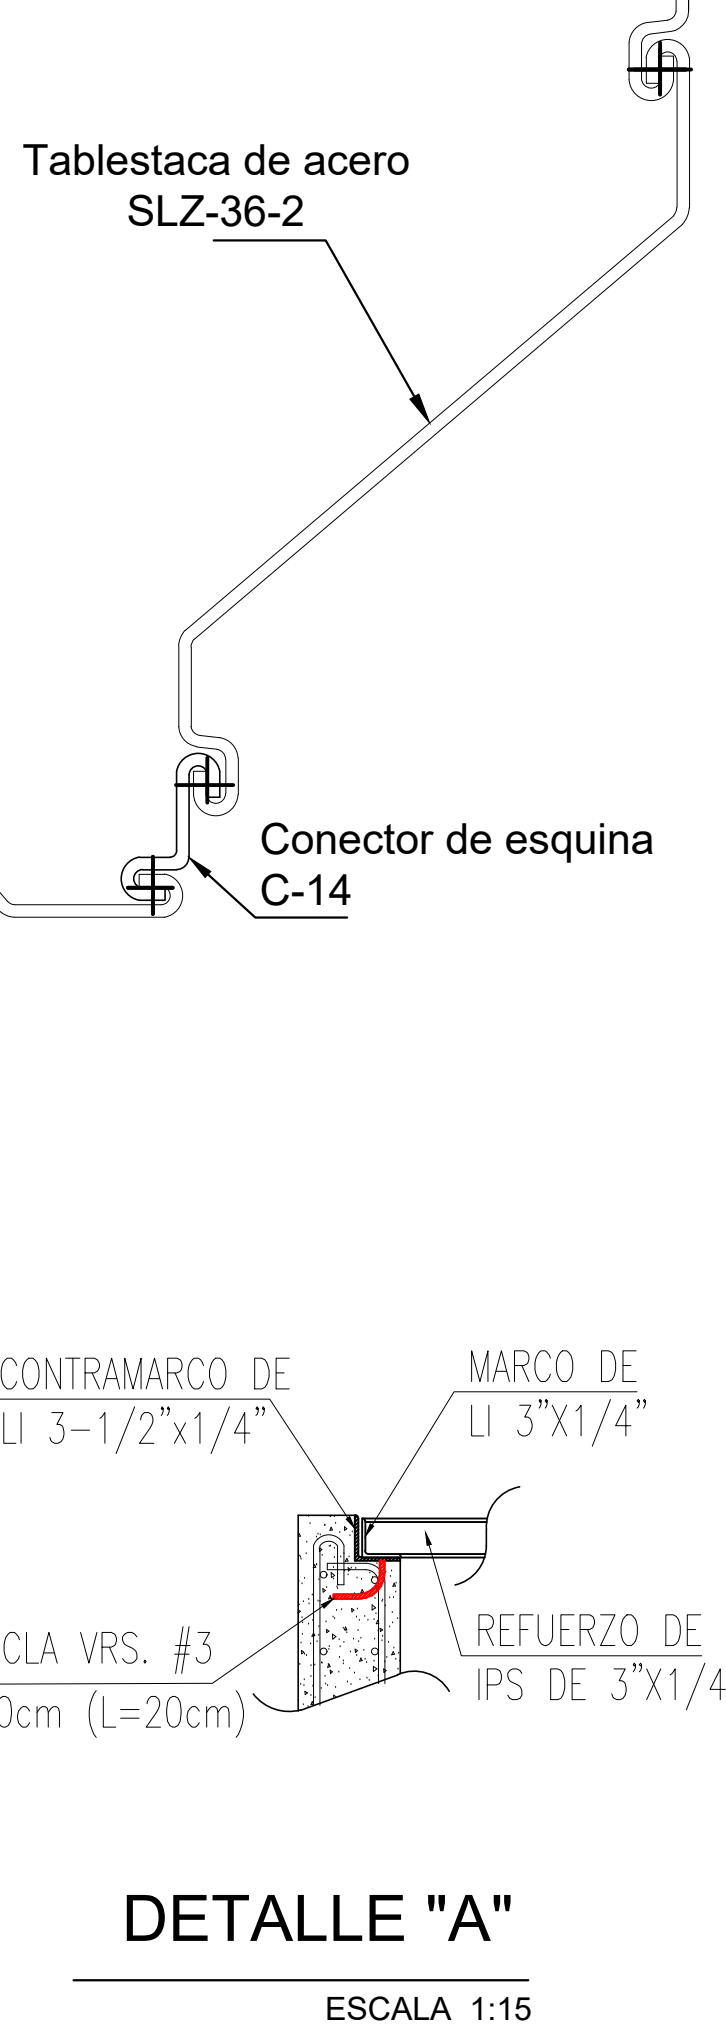 Tablestaca de acero
SLZ-36-2
Conector de esquina
C-14
CONTRAMARCO DE
LI 3-1/2"x1/4"
MARCO DE
LI 3"X1/4"
CLA VRS. #3
0cm (L=20cm)
REFUERZO DE
IPS DE 3"X1/4
DETALLE "A"
ESCALA 1:15